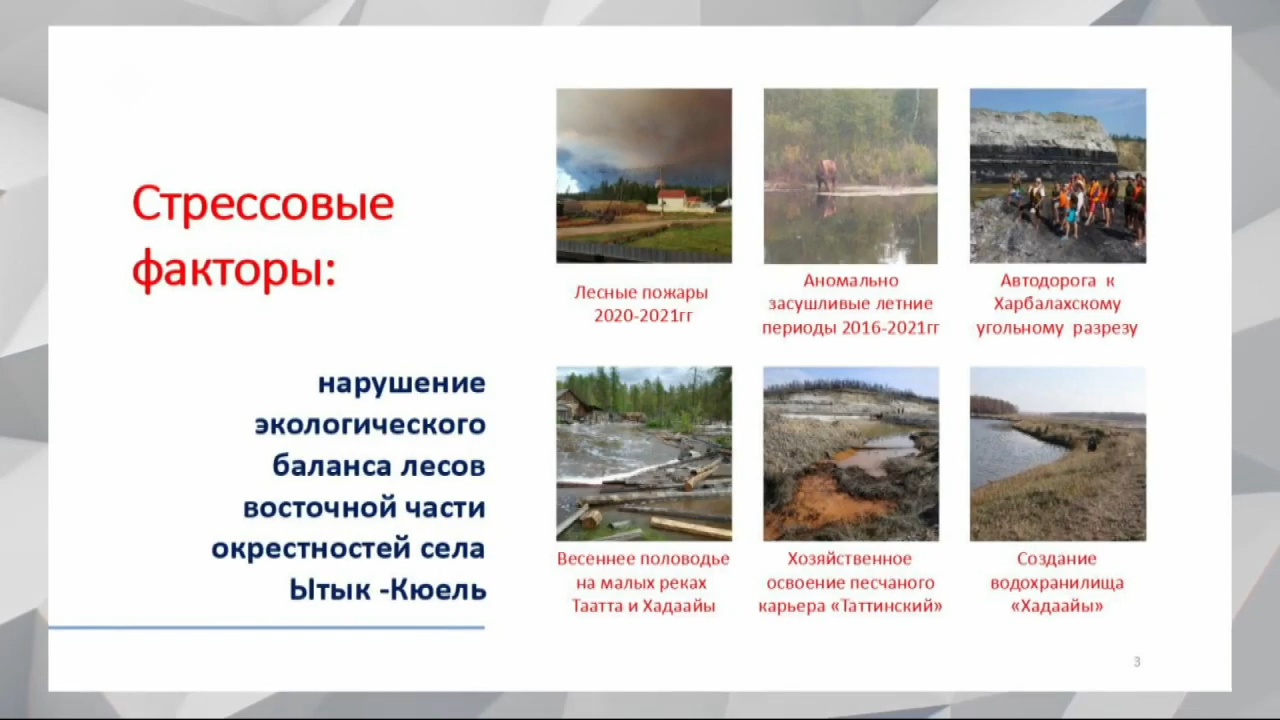 Стрессовые
факторы:
нарушение
экологического
баланса лесов
восточной части
окрестностей села
Ытык -Кюель
Лесные пожары
2020-2021гг
Аномально
засушливые летние
периоды 2016-2021гг
Автодорога к
Харбалахскому
угольному разрезу
Весеннее половодье
на малых реках
Таатта и Хадаайы
Хозяйственное
освоение песчаного
карьера «Таттинский»
Создание
водохранилища
«Хадаайы»
3